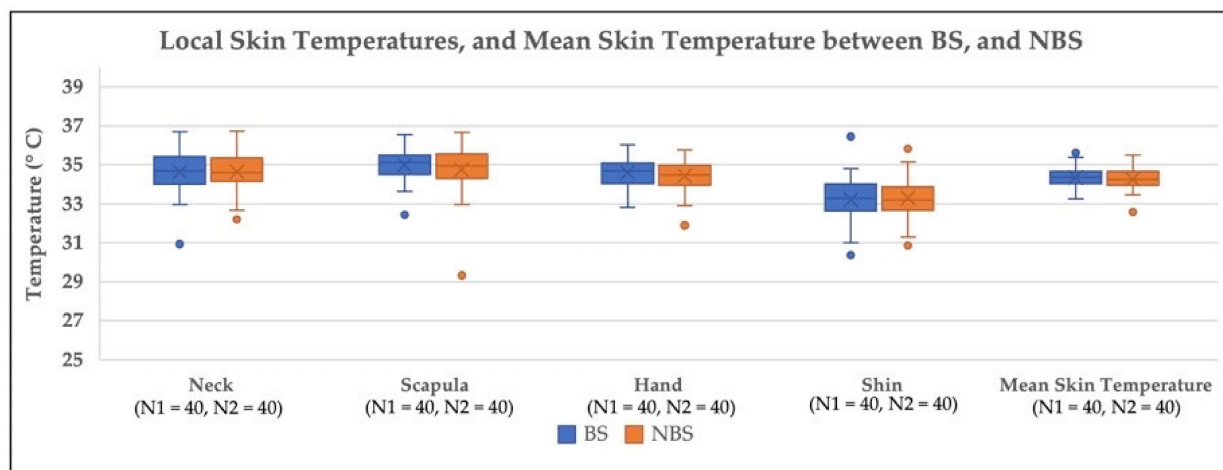 Local Skin Temperatures, and Mean Skin Temperature between BS, and NBS
Temperature (° C)
39
37
35
33
31
29
27
25
Neck Scapula Hand Shin Mean Skin Temperature
(N1 = 40, N2 = 40) (N1 = 40, N2 = 40) (N1 = 40, N2 = 40) (N1 = 40, N2 = 40) (N1 = 40, N2 = 40)
BS NBS